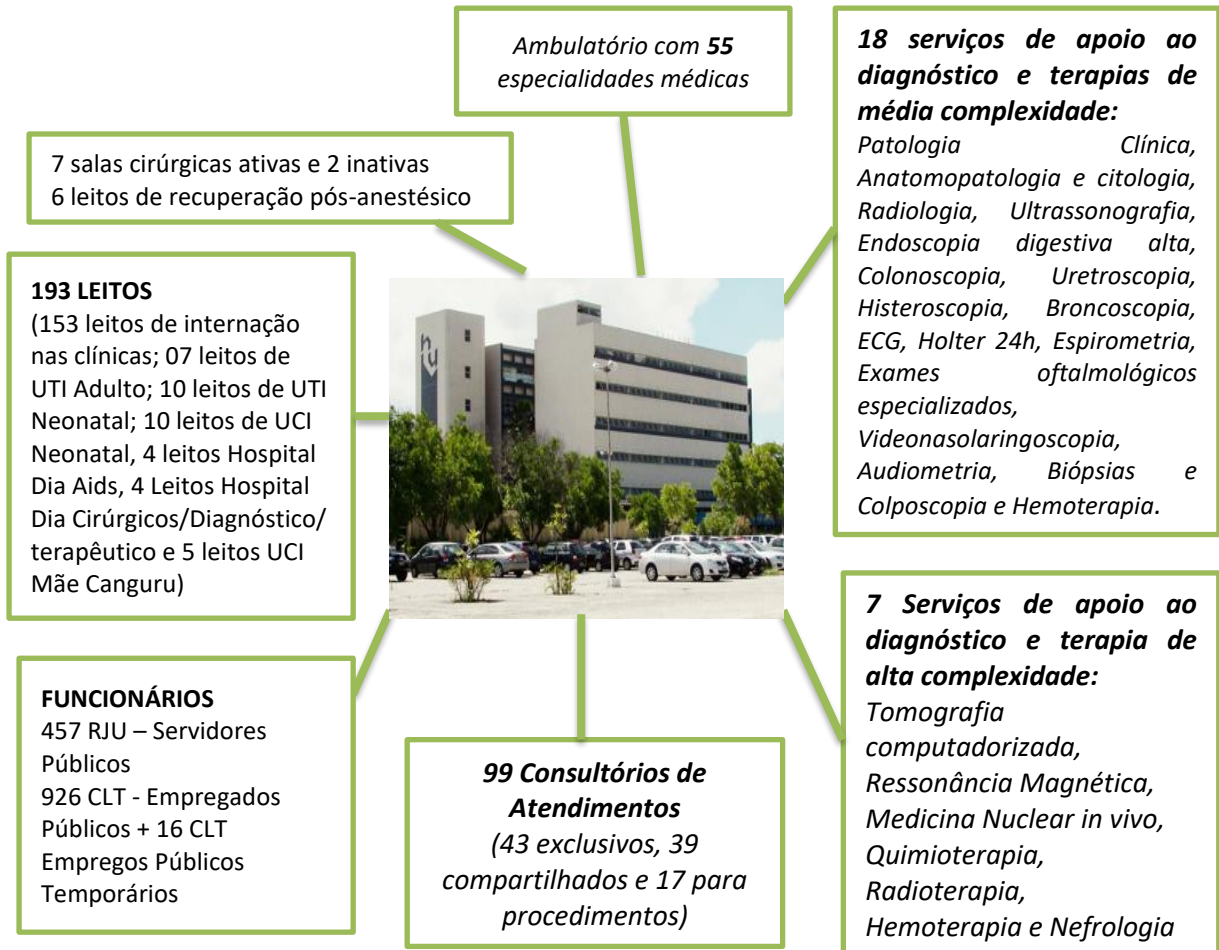 Ambulatório com 55
especialidades médicas
18 serviços de apoio ao
diagnóstico e terapias de
média complexidade:
Patologia Clínica,
Anatomopatologia e citologia,
Radiologia, Ultrassonografia,
Endoscopia digestiva alta,
Colonoscopia, Uretroscopia,
Histeroscopia, Broncoscopia,
ECG, Holter 24h, Espirometria,
Exames oftalmológicos
especializados,
Videonasolaringoscopia,
Audiometria, Biópsias e
Colposcopia e Hemoterapia.
7 salas cirúrgicas ativas e 2 inativas
6 leitos de recuperação pós-anestésico
193 LEITOS
(153 leitos de internação
nas clínicas; 07 leitos de
UTI Adulto; 10 leitos de UTI
Neonatal; 10 leitos de UCI
Neonatal, 4 leitos Hospital
Dia Aids, 4 Leitos Hospital
Dia Cirúrgicos/Diagnóstico/
terapêutico e 5 leitos UCI
Mãe Canguru)
hu
FUNCIONÁRIOS
457 RJU – Servidores
Públicos
926 CLT - Empregados
Públicos + 16 CLT
Empregos Públicos
Temporários
99 Consultórios de
Atendimentos
(43 exclusivos, 39
compartilhados e 17 para
procedimentos)
7 Serviços de apoio ao
diagnóstico e terapia de
alta complexidade:
Tomografia
computadorizada,
Ressonância Magnética,
Medicina Nuclear in vivo,
Quimioterapia,
Radioterapia,
Hemoterapia e Nefrologia